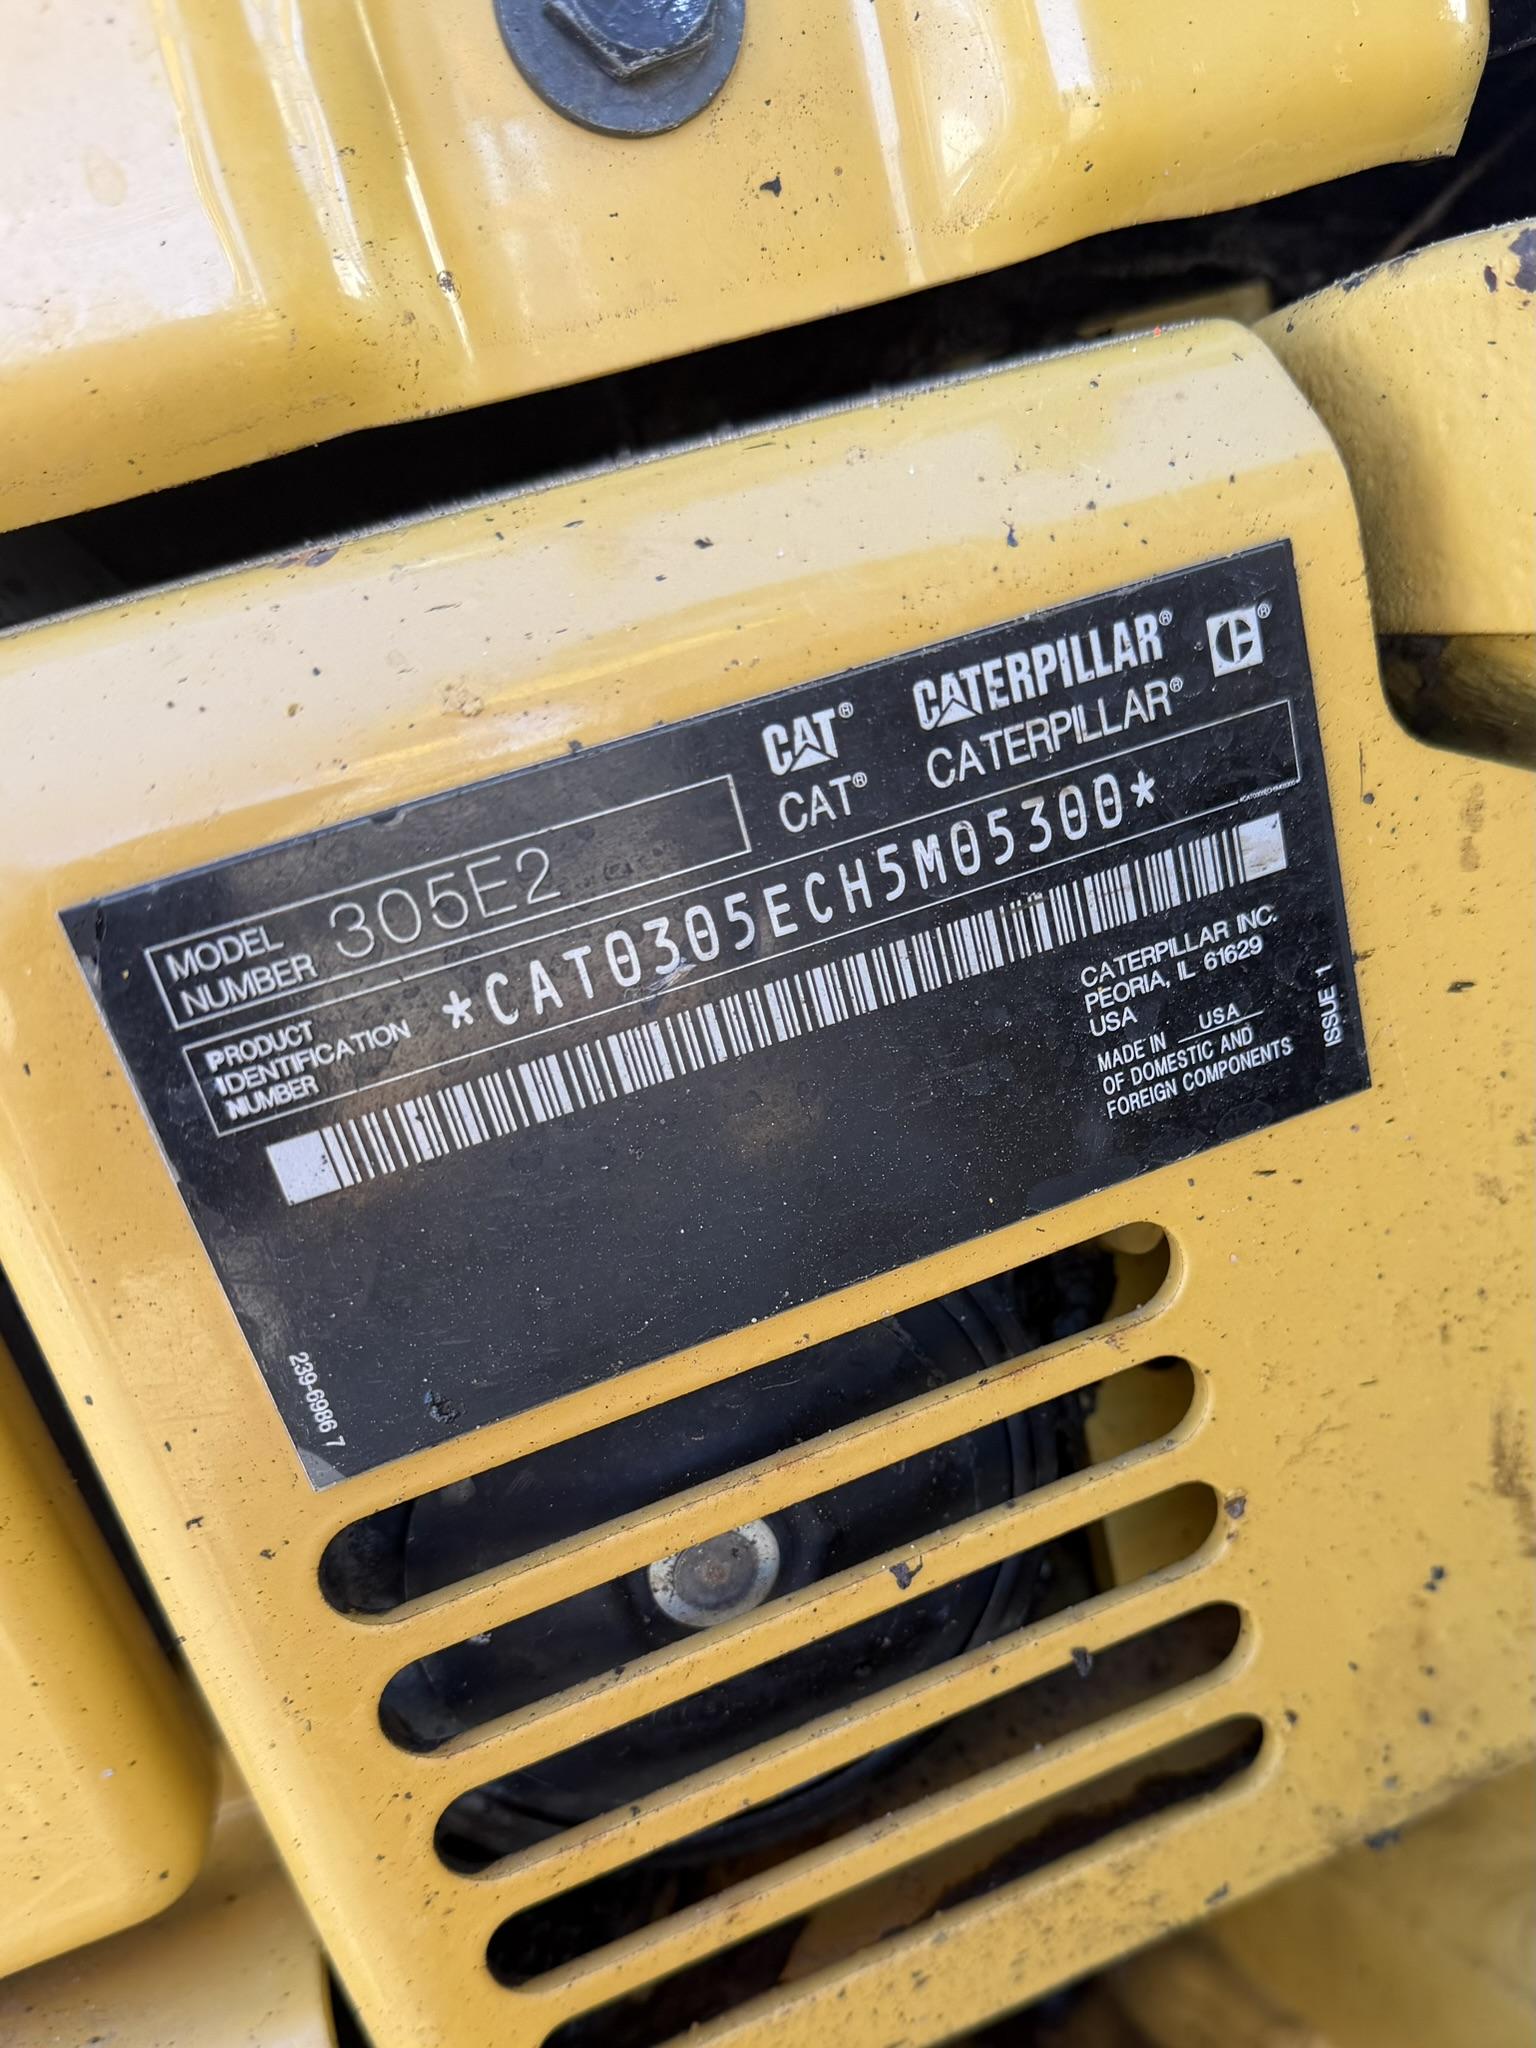 CAT® CATERPILLAR®
CAT® CATERPILLAR®
MODEL
NUMBER
305E2
PRODUCT
IDENTIFICATION
NUMBER
*CAT0305ECH5M05300*
CATERPILLAR INC.
PEORIA, IL 61629
USA
MADE IN USA
OF DOMESTIC AND
FOREIGN COMPONENTS
ISSUE 1
239-6986 7